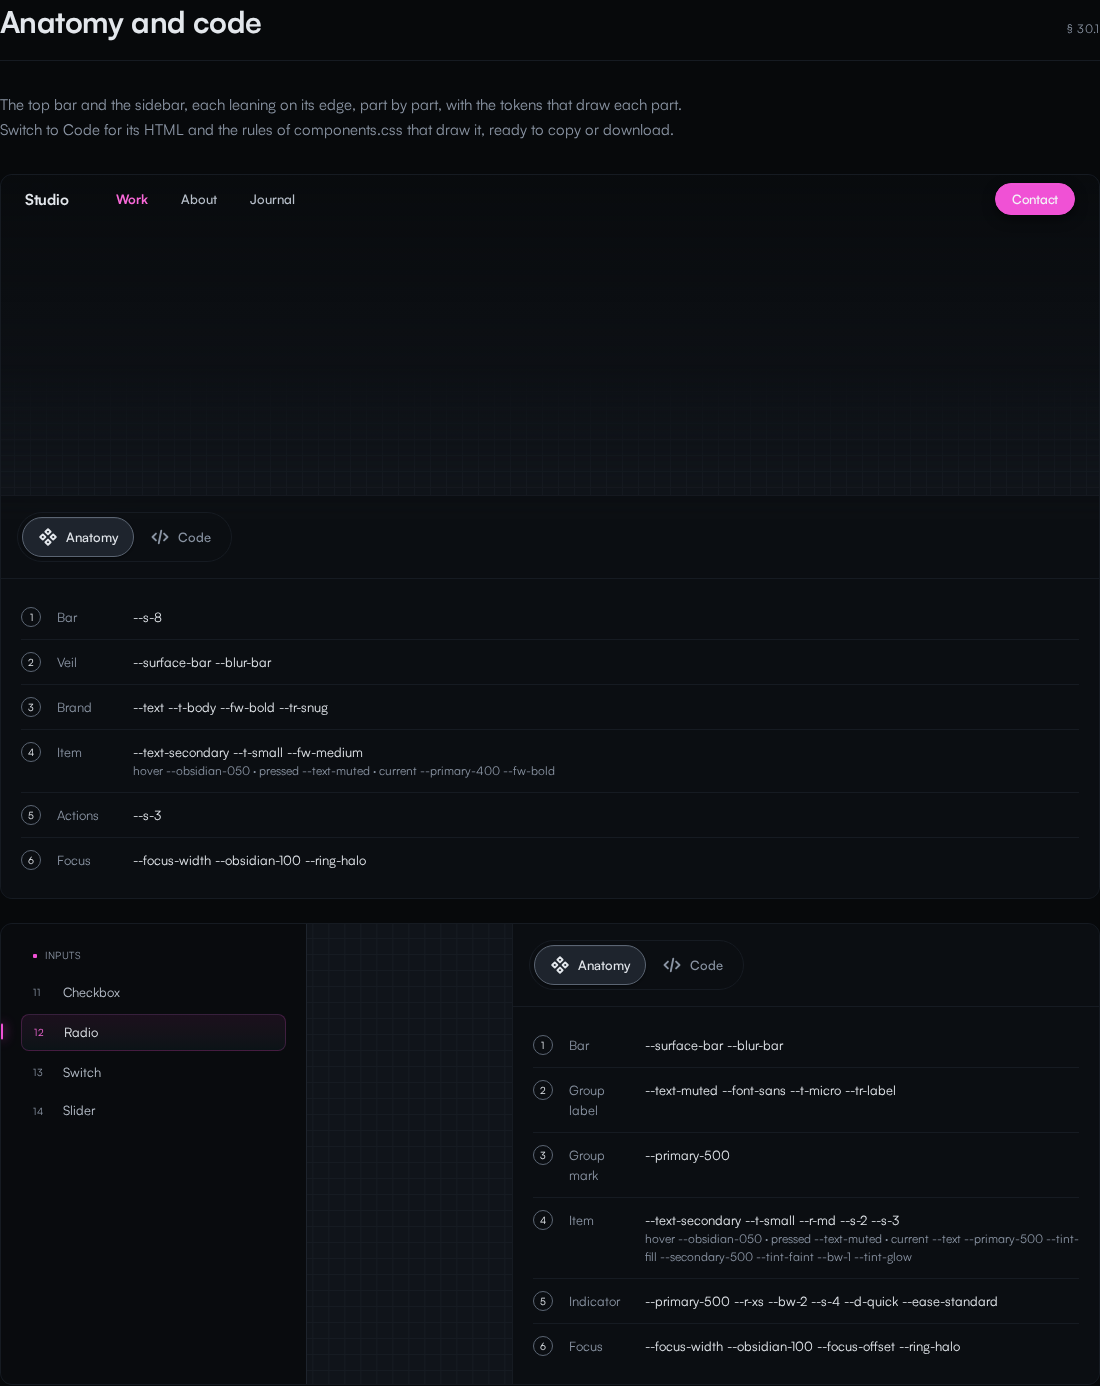 Anatomy and code
§ 30.1
The top bar and the sidebar, each leaning on its edge, part by part, with the tokens that draw each part.
Switch to Code for its HTML and the rules of components.css that draw it, ready to copy or download.
Studio Work About Journal Contact
Anatomy Code
1 Bar --s-8
2 Veil --surface-bar --blur-bar
3 Brand --text --t-body --fw-bold --tr-snug
4 Item --text-secondary --t-small --fw-medium
hover --obsidian-050 · pressed --text-muted · current --primary-400 --fw-bold
5 Actions --s-3
6 Focus --focus-width --obsidian-100 --ring-halo
INPUTS
11 Checkbox
12 Radio
13 Switch
14 Slider
Anatomy Code
1 Bar --surface-bar --blur-bar
2 Group --text-muted --font-sans --t-micro --tr-label
label
3 Group --primary-500
mark
4 Item --text-secondary --t-small --r-md --s-2 --s-3
hover --obsidian-050 · pressed --text-muted · current --text --primary-500 --tint-
fill --secondary-500 --tint-faint --bw-1 --tint-glow
5 Indicator --primary-500 --r-xs --bw-2 --s-4 --d-quick --ease-standard
6 Focus --focus-width --obsidian-100 --focus-offset --ring-halo